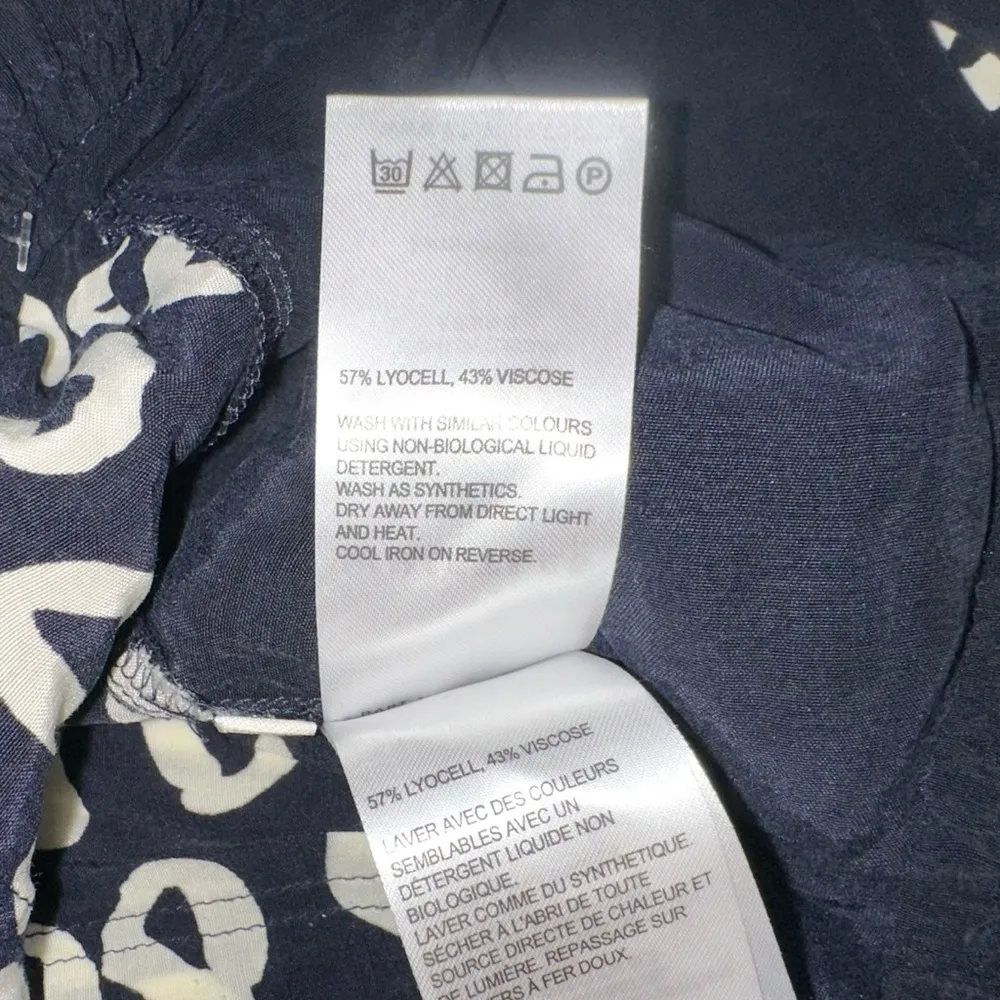 30 P
57% LYOCELL, 43% VISCOSE
WASH WITH SIMILAR COLOURS
USING NON-BIOLOGICAL LIQUID
DETERGENT.
WASH AS SYNTHETICS.
DRY AWAY FROM DIRECT LIGHT
AND HEAT.
COOL IRON ON REVERSE.
57% LYOCELL, 43% VISCOSE
LAVER AVEC DES COULEURS
SEMBLABLES AVEC UN
DÉTERGENT LIQUIDE NON
BIOLOGIQUE.
LAVER COMME DU SYNTHETIQUE.
SÉCHER À L'ABRI DE TOUTE
SOURCE DIRECTE DE CHALEUR ET
DE LUMIÈRE. REPASSAGE SUR
À FER DOUX.